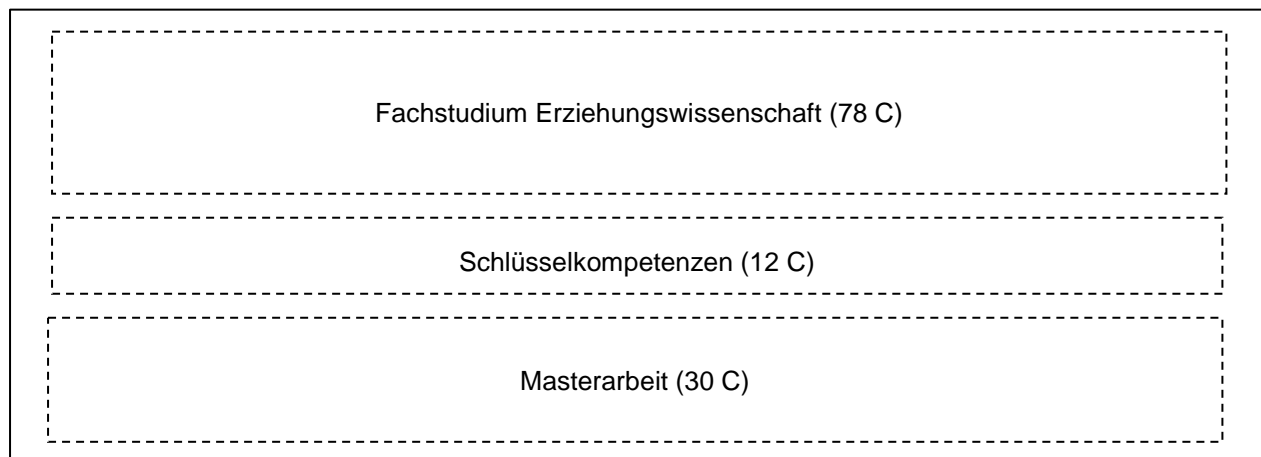 Fachstudium Erziehungswissenschaft (78 C)
Schlüsselkompetenzen (12 C)
Masterarbeit (30 C)